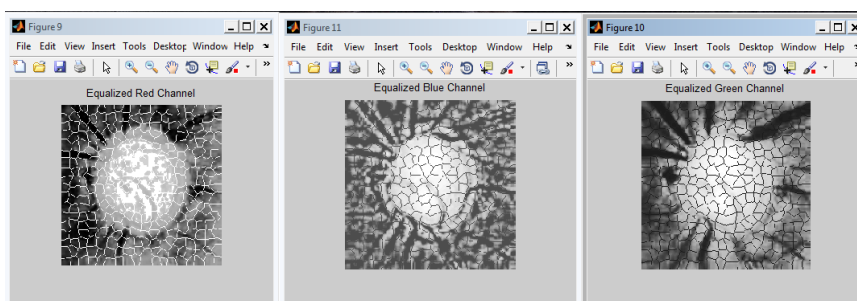 Figure 9
File Edit View Insert Tools Desktop Window Help
Equalized Red Channel
Figure 11
File Edit View Insert Tools Desktop Window Help
Equalized Blue Channel
Figure 10
File Edit View Insert Tools Desktop Window Help
Equalized Green Channel